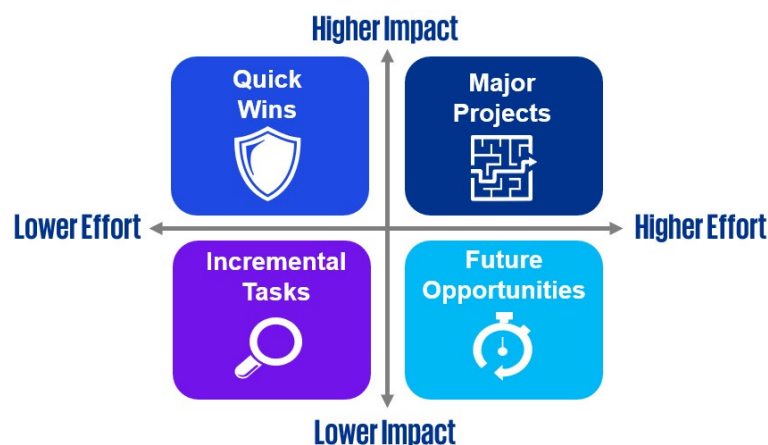 Higher Impact
Quick
Wins
Major
Projects
Lower Effort
Higher Effort
Incremental
Tasks
Future
Opportunities
Lower Impact